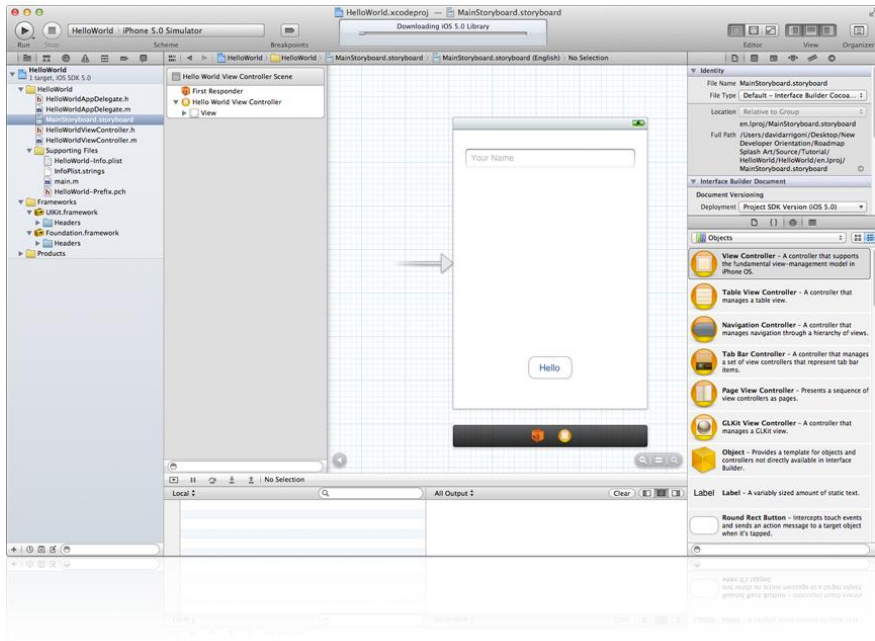 HelloWorld.xcodeproj — MainStoryboard.storyboard
HelloWorld iPhone 5.0 Simulator
Downloading iOS 5.0 Library
Run Stop Scheme Breakpoints Editor View Organizer
HelloWorld HelloWorld MainStoryboard.storyboard MainStoryboard.storyboard (English) No Selection
HelloWorld
1 target, iOS SDK 5.0
HelloWorld
HelloWorldAppDelegate.h
HelloWorldAppDelegate.m
MainStoryboard.storyboard
HelloWorldViewController.h
HelloWorldViewController.m
Supporting Files
HelloWorld-Info.plist
InfoPlist.strings
main.m
HelloWorld-Prefix.pch
Frameworks
UIKit.framework
Headers
Foundation.framework
Headers
Products
Hello World View Controller Scene
First Responder
Hello World View Controller
View
Your Name
Hello
No Selection
Local
All Output
Clear
Identity
File Name MainStoryboard.storyboard
File Type Default - Interface Builder Cocoa...
Location Relative to Group
en.lproj/MainStoryboard.storyboard
Full Path /Users/davidarrigoni/Desktop/New
Developer Orientation/Roadmap
Splash Art/Source/Tutorial/
HelloWorld/HelloWorld/en.lproj/
MainStoryboard.storyboard
Interface Builder Document
Document Versioning
Deployment Project SDK Version (iOS 5.0)
Objects
View Controller - A controller that supports
the fundamental view-management model in
iPhone OS.
Table View Controller - A controller that
manages a table view.
Navigation Controller - A controller that
manages navigation through a hierarchy of views.
Tab Bar Controller - A controller that manages
a set of view controllers that represent tab bar
items.
Page View Controller - Presents a sequence of
view controllers as pages.
GLKit View Controller - A controller that
manages a GLKit view.
Object - Provides a template for objects and
controllers not directly available in Interface
Builder.
Label Label - A variably sized amount of static text.
Round Rect Button - Intercepts touch events
and sends an action message to a target object
when it's tapped.